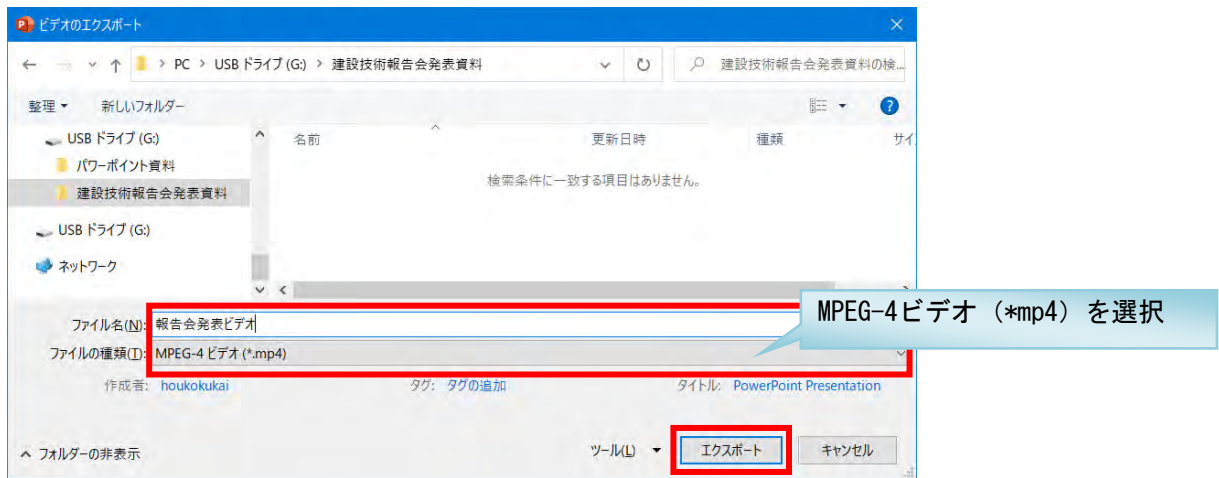 ビデオのエクスポート
> PC > USB ドライブ (G:) > 建設技術報告会発表資料
建設技術報告会発表資料の検...
整理 新しいフォルダー
USB ドライブ (G:)
名前 更新日時 種類 サイ
パワーポイント資料
検索条件に一致する項目はありません。
建設技術報告会発表資料
USB ドライブ (G:)
ネットワーク
MPEG-4ビデオ（*mp4）を選択
ファイル名(N): 報告会発表ビデオ
ファイルの種類(T): MPEG-4 ビデオ (*.mp4)
作成者: houkokukai タグ: タグの追加 タイトル: PowerPoint Presentation
フォルダーの非表示 ツール(L) エクスポート キャンセル